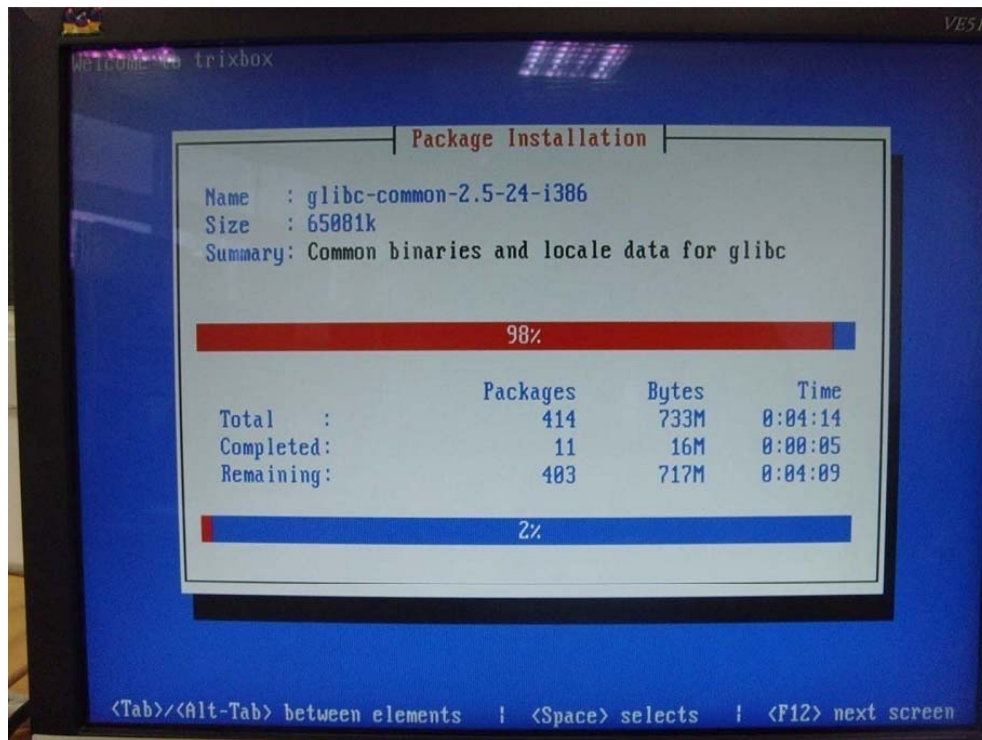 VE51
Welcome to trixbox
Package Installation
Name : glibc-common-2.5-24-i386
Size : 65081k
Summary: Common binaries and locale data for glibc
98%
Packages Bytes Time
Total : 414 733M 0:04:14
Completed: 11 16M 0:00:05
Remaining: 403 717M 0:04:09
2%
<Tab>/<Alt-Tab> between elements | <Space> selects | <F12> next screen